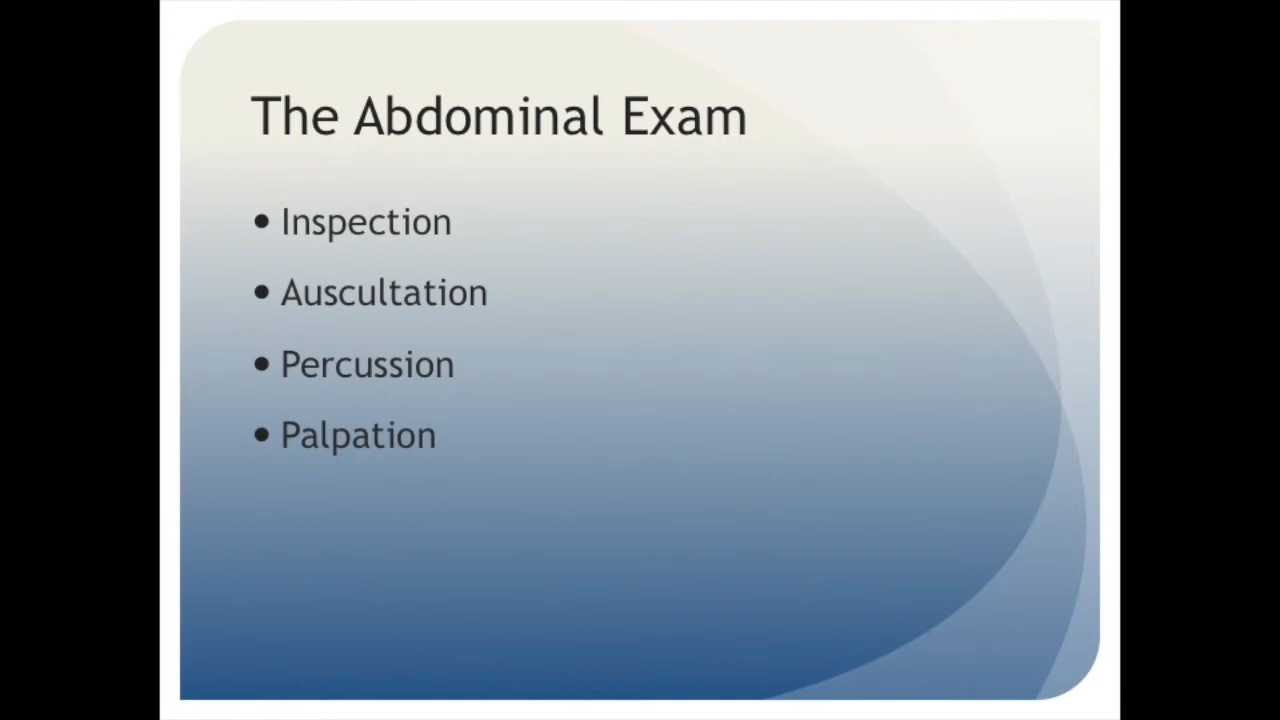 The Abdominal Exam
• Inspection
• Auscultation
• Percussion
• Palpation